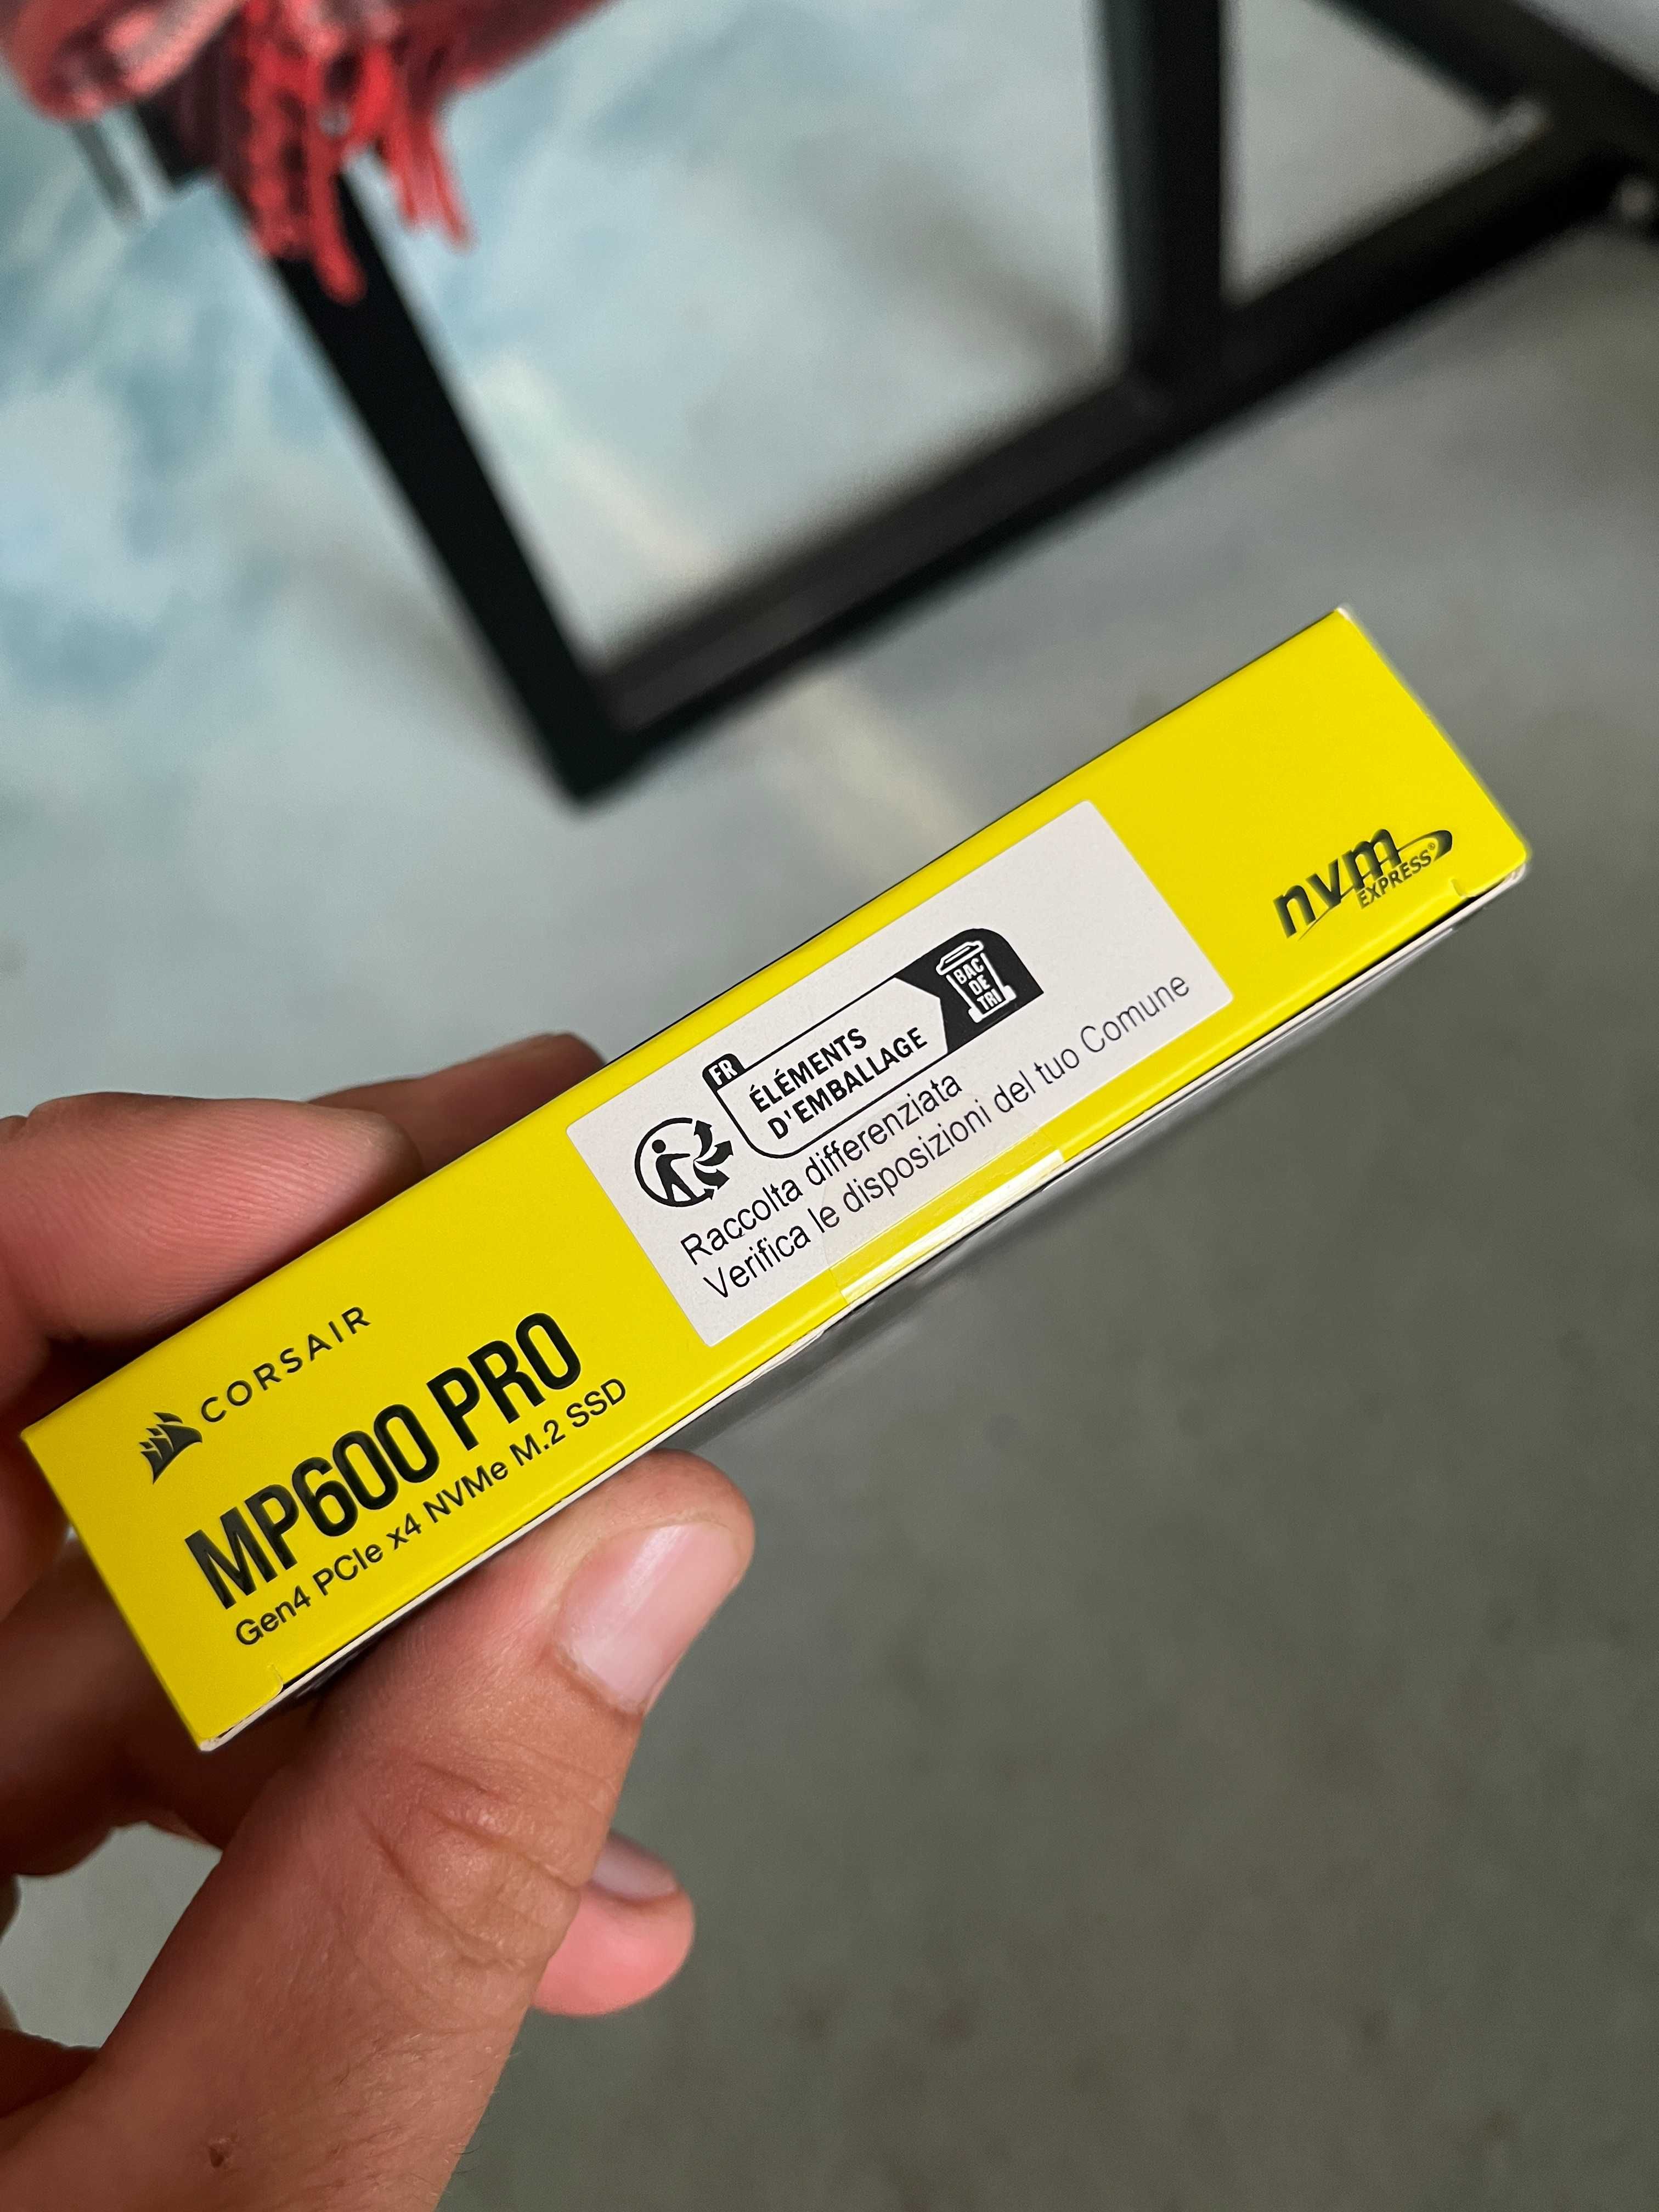 CORSAIR
MP600 PRO
Gen4 PCIe x4 NVMe M.2 SSD
FR
ÉLÉMENTS
D'EMBALLAGE
BAC
DE
TRI
Raccolta differenziata
Verifica le disposizioni del tuo Comune
nvm
EXPRESS®